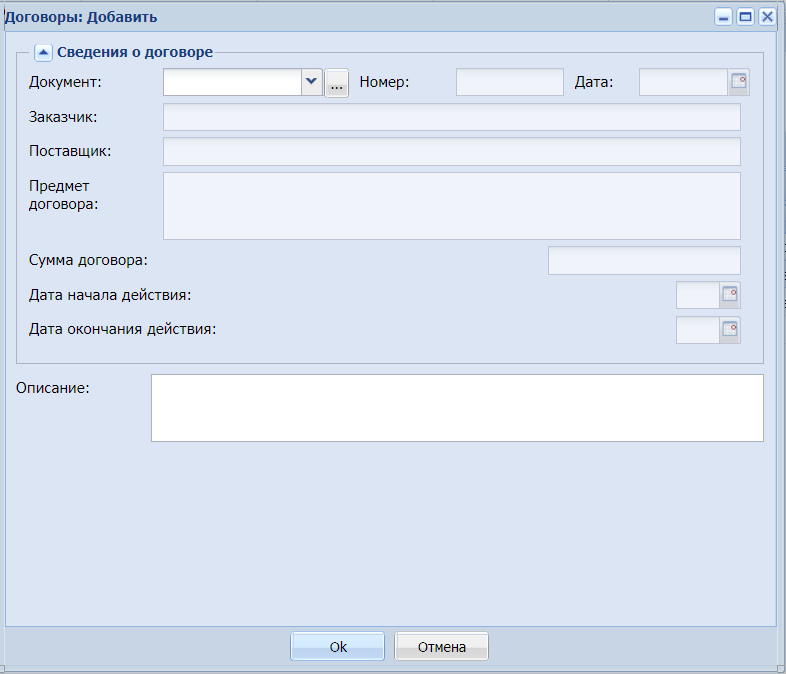 Договоры: Добавить
Сведения о договоре
Документ: ... Номер: Дата:
Заказчик:
Поставщик:
Предмет
договора:
Сумма договора:
Дата начала действия:
Дата окончания действия:
Описание:
Ok Отмена